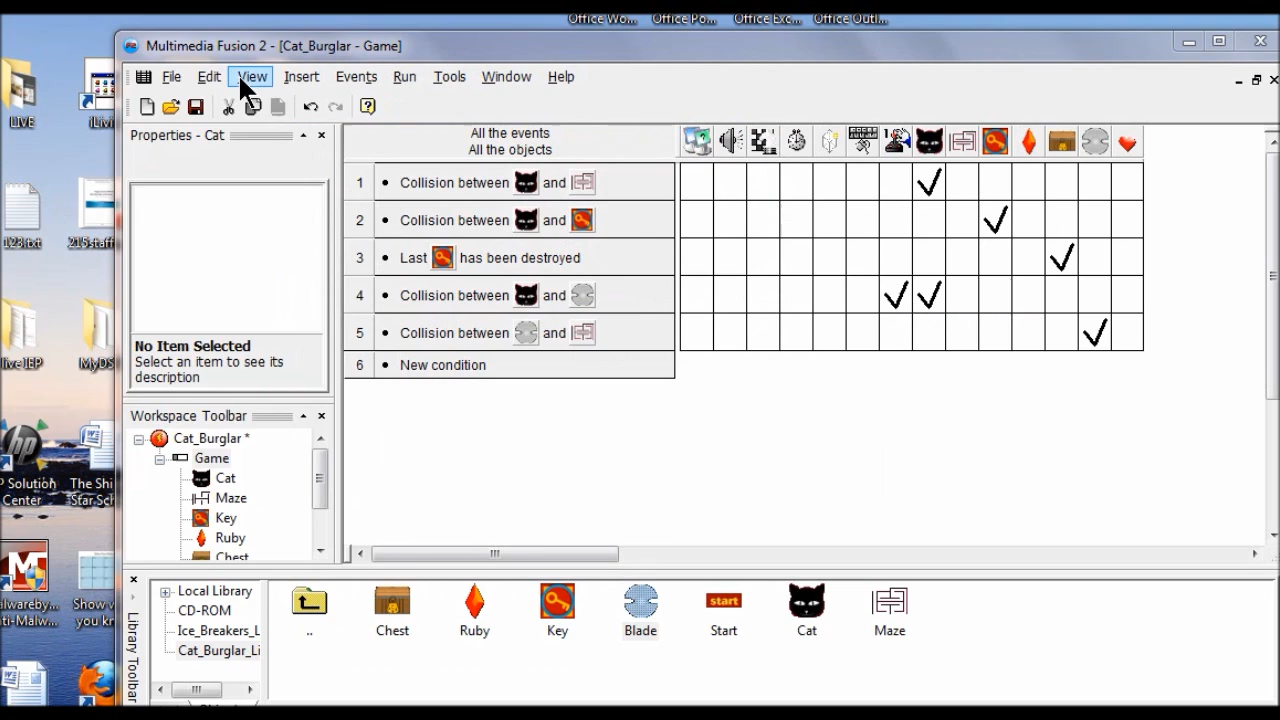 Office Wo... Office Po... Office Exc... Office Outl...
Multimedia Fusion 2 - [Cat_Burglar - Game]
File Edit View Insert Events Run Tools Window Help
LIVE
iLivi
Properties - Cat
All the events
All the objects
1 • Collision between and
2 • Collision between and
3 • Last has been destroyed
4 • Collision between and
5 • Collision between and
6 • New condition
123.txt
215staff
No Item Selected
Select an item to see its
description
MyDS
Workspace Toolbar
Cat_Burglar *
Game
Cat
Maze
Key
Ruby
Chest
P Solution
Center
The Shi
Star Sch
hp
Local Library
CD-ROM
Ice_Breakers_L
Cat_Burglar_Li
Library Toolbar
..
Chest
Ruby
Key
Blade
start
Start
Cat
Maze
Show w
you kn